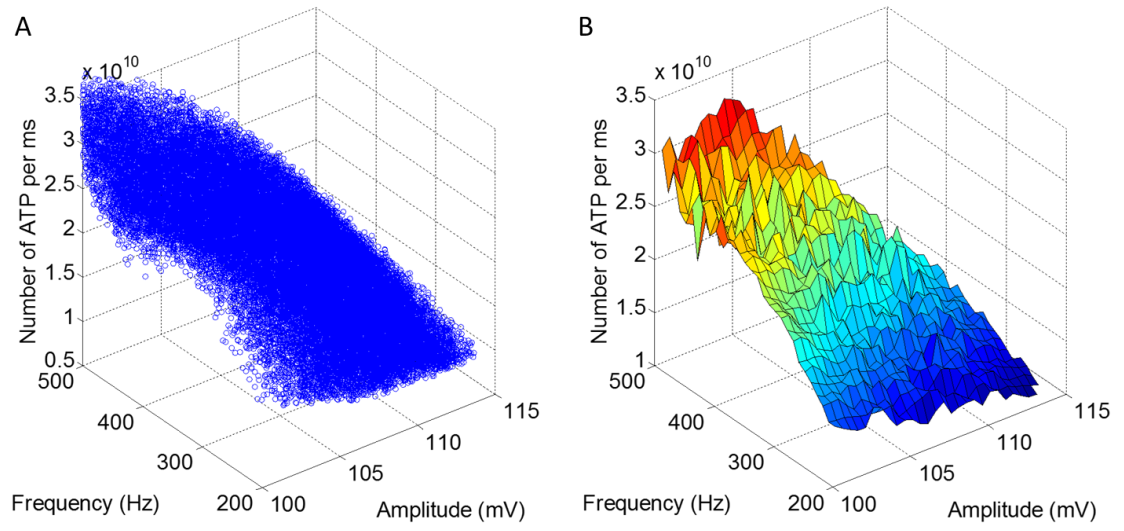 A
x 10^10
3.5
3
2.5
2
1.5
1
0.5
Number of ATP per ms
500
400
300
200
Frequency (Hz)
100
105
110
115
Amplitude (mV)
B
x 10^10
3.5
3
2.5
2
1.5
1
Number of ATP per ms
500
400
300
200
Frequency (Hz)
100
105
110
115
Amplitude (mV)